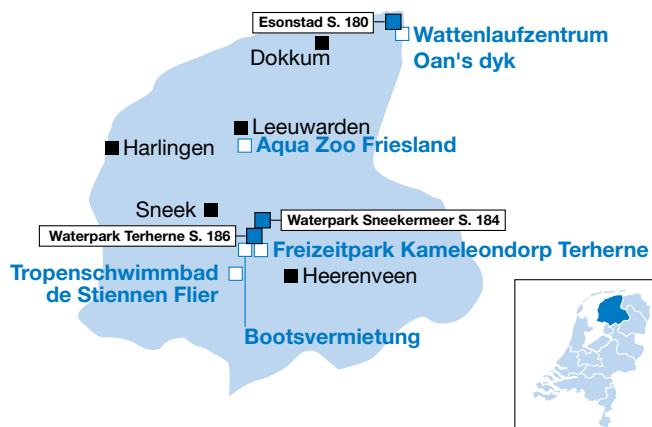 Esonstad S. 180
Wattenlaufzentrum
Oan's dyk
Dokkum
Leeuwarden
Harlingen
Aqua Zoo Friesland
Sneek
Waterpark Sneekermeer S. 184
Waterpark Terherne S. 186
Freizeitpark Kameleondorp Terherne
Tropenschwimmbad
de Stiennen Flier
Heerenveen
Bootsvermietung